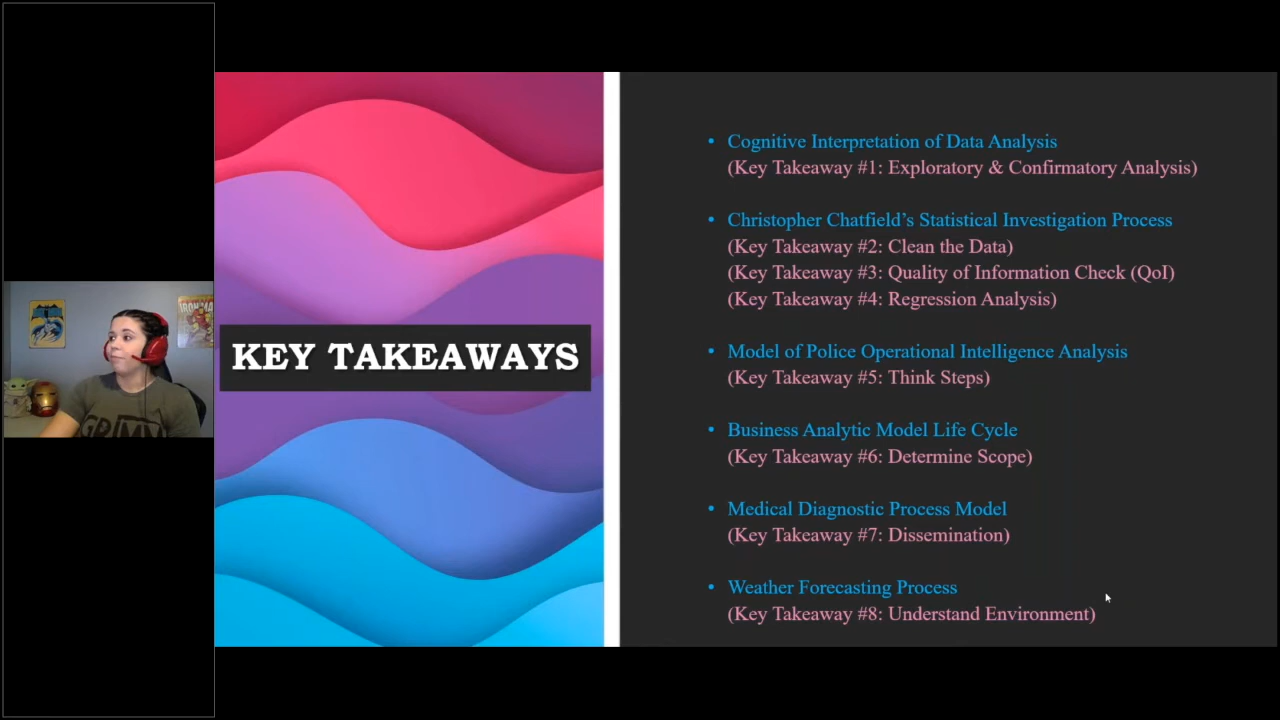 KEY TAKEAWAYS
• Cognitive Interpretation of Data Analysis
(Key Takeaway #1: Exploratory & Confirmatory Analysis)
• Christopher Chatfield’s Statistical Investigation Process
(Key Takeaway #2: Clean the Data)
(Key Takeaway #3: Quality of Information Check (QoI)
(Key Takeaway #4: Regression Analysis)
• Model of Police Operational Intelligence Analysis
(Key Takeaway #5: Think Steps)
• Business Analytic Model Life Cycle
(Key Takeaway #6: Determine Scope)
• Medical Diagnostic Process Model
(Key Takeaway #7: Dissemination)
• Weather Forecasting Process
(Key Takeaway #8: Understand Environment)
IRON MA